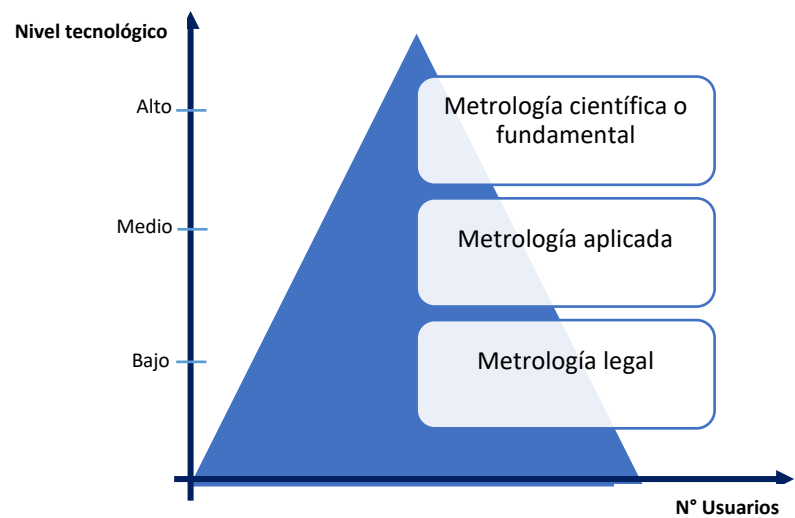 Nivel tecnológico
Alto
Metrología científica o
fundamental
Medio
Metrología aplicada
Bajo
Metrología legal
N° Usuarios